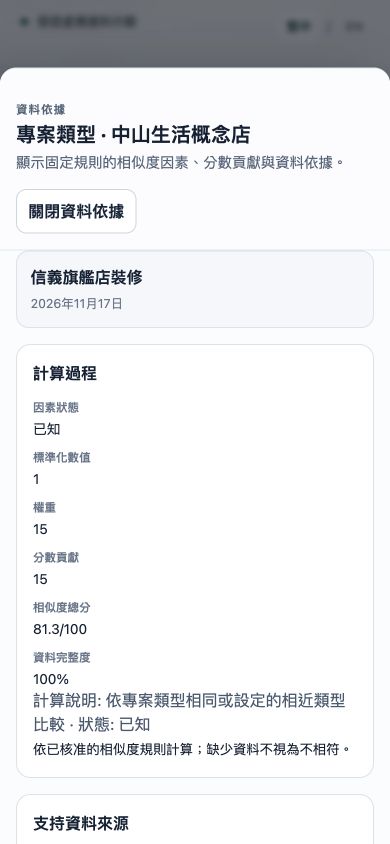 資料依據
專案類型 · 中山生活概念店
顯示固定規則的相似度因素、分數貢獻與資料依據。
關閉資料依據
信義旗艦店裝修
2026年11月17日
計算過程
因素狀態
已知
標準化數值
1
權重
15
分數貢獻
15
相似度總分
81.3/100
資料完整度
100%
計算說明: 依專案類型相同或設定的相近類型
比較 · 狀態: 已知
依已核准的相似度規則計算；缺少資料不視為不相符。
支持資料來源